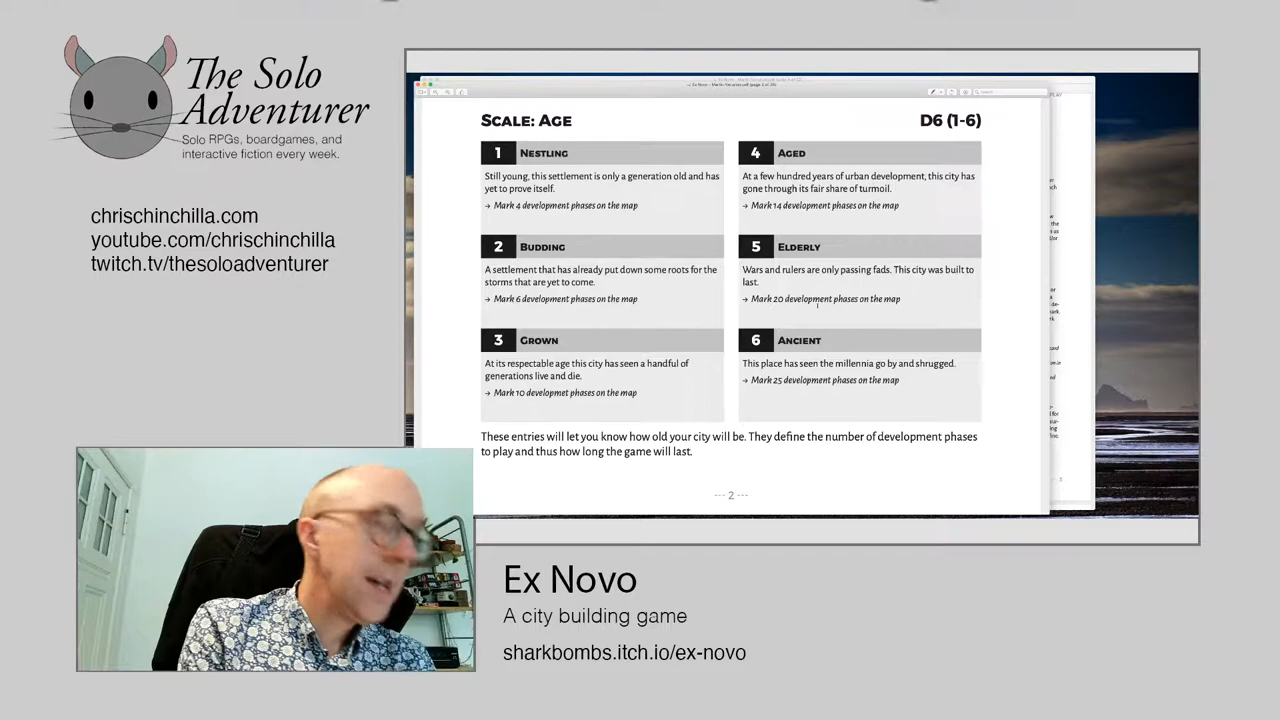 The Solo
Adventurer
Solo RPGs, boardgames, and
interactive fiction every week.
chrischinchilla.com
youtube.com/chrischinchilla
twitch.tv/thesoloadventurer
SCALE: AGE
D6 (1-6)
1 NESTLING
Still young, this settlement is only a generation old and has
yet to prove itself.
→ Mark 4 development phases on the map
2 BUDDING
A settlement that has already put down some roots for the
storms that are yet to come.
→ Mark 6 development phases on the map
3 GROWN
At its respectable age this city has seen a handful of
generations live and die.
→ Mark 10 developmet phases on the map
4 AGED
At a few hundred years of urban development, this city has
gone through its fair share of turmoil.
→ Mark 14 development phases on the map
5 ELDERLY
Wars and rulers are only passing fads. This city was built to
last.
→ Mark 20 development phases on the map
6 ANCIENT
This place has seen the millennia go by and shrugged.
→ Mark 25 development phases on the map
These entries will let you know how old your city will be. They define the number of development phases
to play and thus how long the game will last.
--- 2 ---
Ex Novo
A city building game
sharkbombs.itch.io/ex-novo